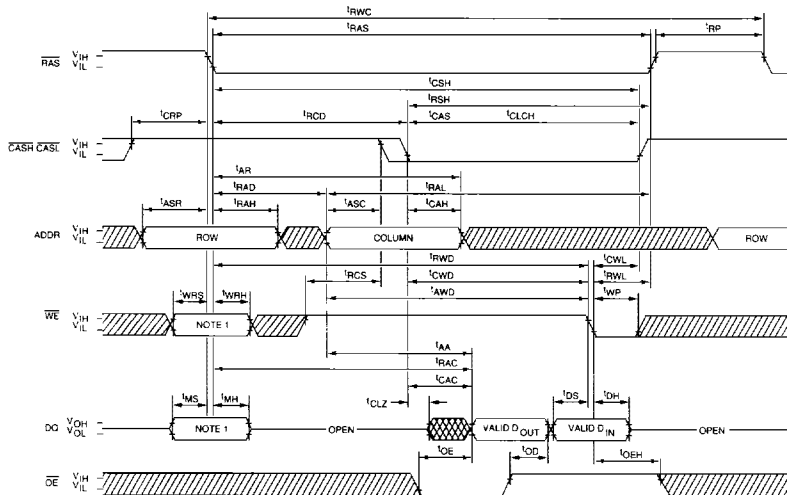 tRWC
tRAS
tRP
RAS VIH
VIL
tCSH
tRSH
tCRP
tRCD
tCAS
tCLCH
CASH CASL VIH
VIL
tAR
tRAD
tRAL
tASR
tRAH
tASC
tCAH
ADDR VIH
VIL
ROW
COLUMN
ROW
tRWD
tCWL
tRCS
tCWD
tRWL
tWRS
tWRH
tAWD
tWP
WE VIH
VIL
NOTE 1
tAA
tRAC
tCAC
tCLZ
tMS
tMH
tDS
tDH
DQ VOH
VOL
NOTE 1
OPEN
VALID DOUT
VALID DIN
OPEN
tOE
tOD
tOEH
OE VIH
VIL